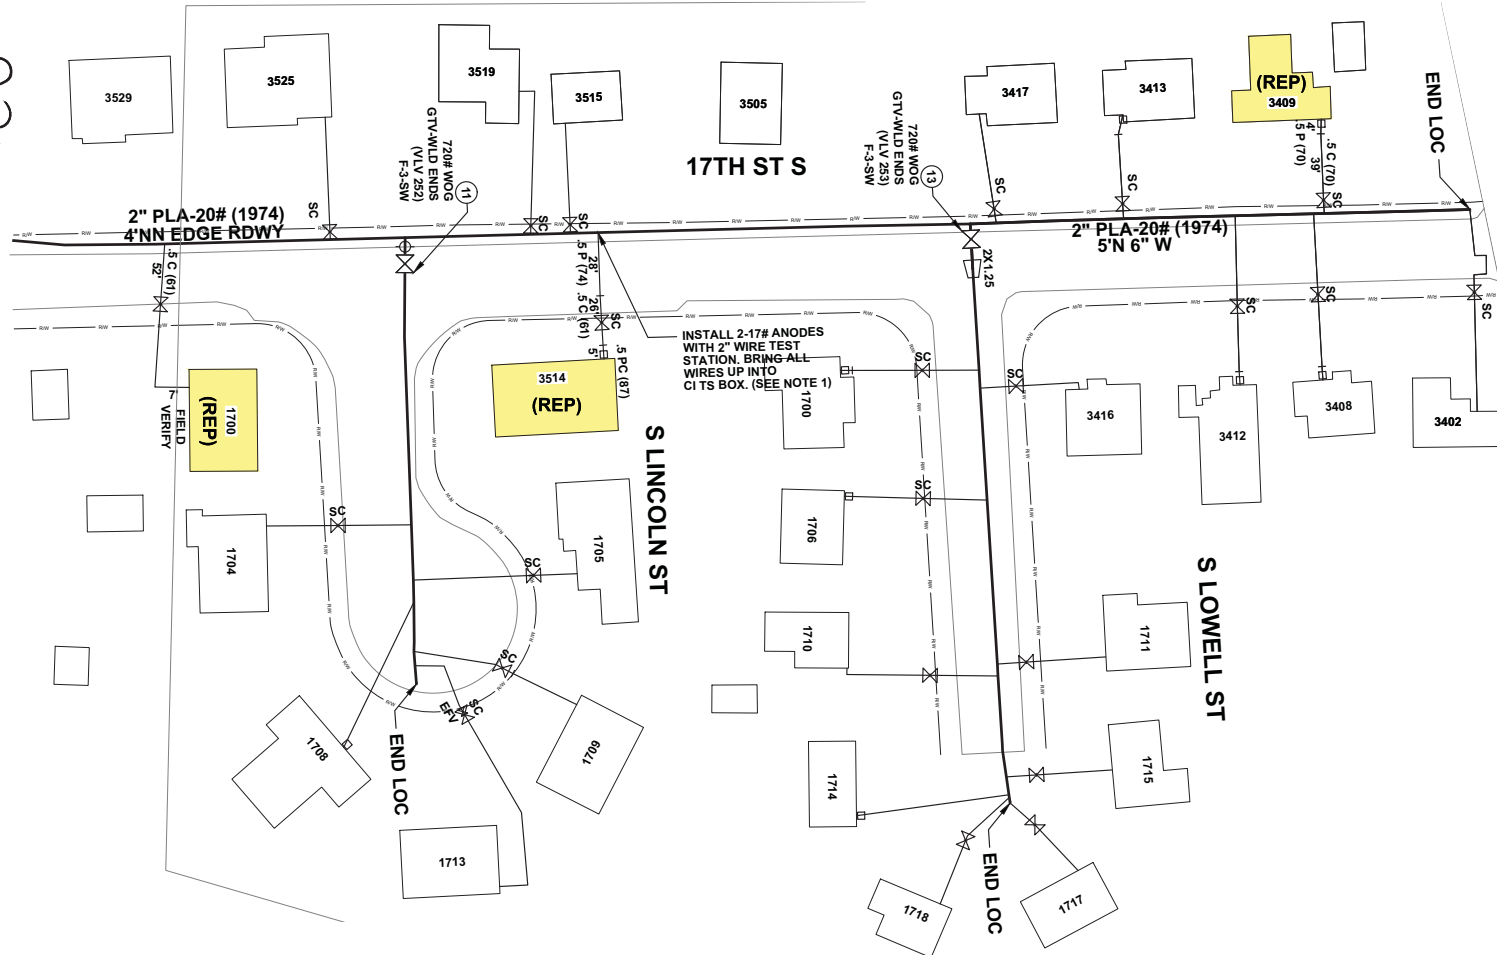 3529
3525
3519
3515
3505
3417
3413
(REP)
3409
END LOC
720# WOG
GTV-WLD ENDS
(VLV 252)
F-3-SW
11
720# WOG
GTV-WLD ENDS
(VLV 253)
F-3-SW
13
17TH ST S
4'
.5 P (70)
.5 C (70)
39'
SC
SC
SC
SC
SC
SC
2" PLA-20# (1974)
4'NN EDGE RDWY
2" PLA-20# (1974)
5'N 6" W
.5 C (61)
52'
28'
.5 P (74)
26'
.5 C (61)
SC
5'
.5 PC (87)
2X1.25
SC
SC
SC
INSTALL 2-17# ANODES
WITH 2" WIRE TEST
STATION. BRING ALL
WIRES UP INTO
CI TS BOX. (SEE NOTE 1)
3514
(REP)
1700
(REP)
7'
FIELD
VERIFY
1700
SC
SC
3416
3412
3408
3402
S LINCOLN ST
SC
1704
SC
1705
SC
1706
S LOWELL ST
1710
1711
SC
SC
EFV
1708
1709
END LOC
1713
1714
1715
END LOC
1718
1717
R/W